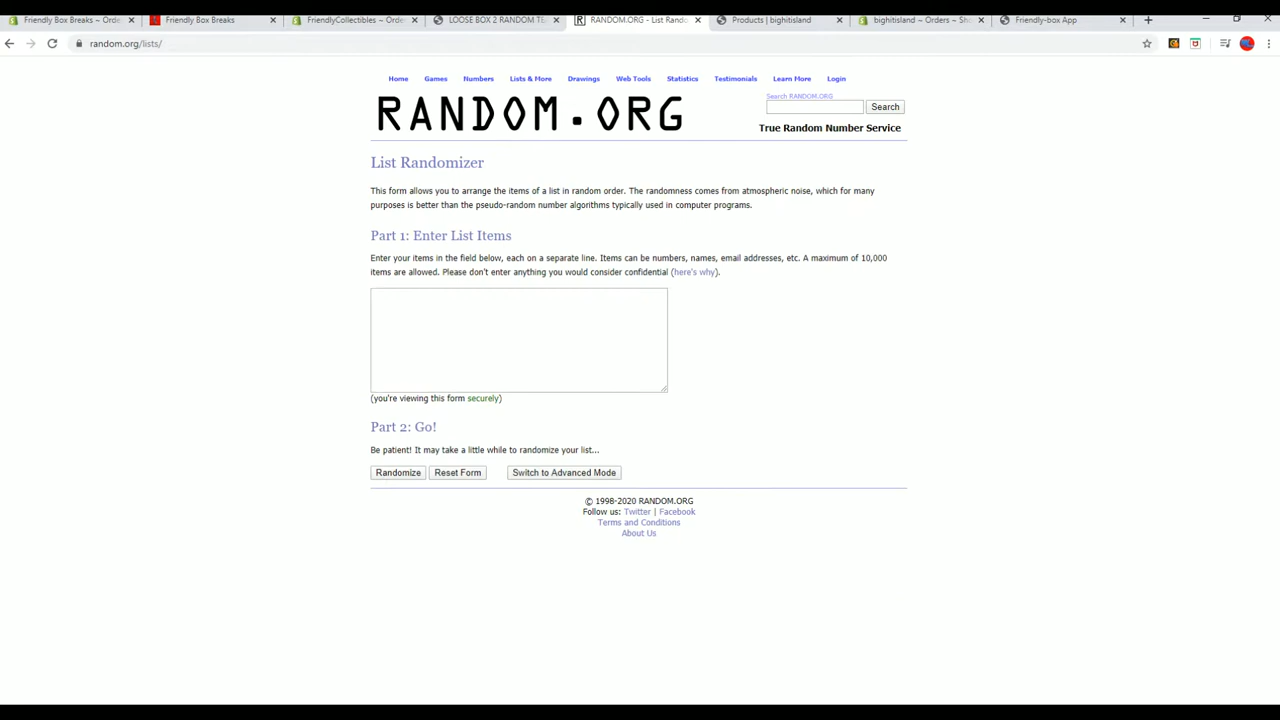 Friendly Box Breaks ~ Orde
Friendly Box Breaks
FriendlyCollectibles ~ Orde
LOOSE BOX 2 RANDOM TE
RANDOM.ORG - List Rando
Products | bighitisland
bighitisland ~ Orders ~ Sh
Friendly-box App
random.org/lists/
Home Games Numbers Lists & More Drawings Web Tools Statistics Testimonials Learn More Login
RANDOM.ORG
Search RANDOM.ORG
Search
True Random Number Service
List Randomizer
This form allows you to arrange the items of a list in random order. The randomness comes from atmospheric noise, which for many
purposes is better than the pseudo-random number algorithms typically used in computer programs.
Part 1: Enter List Items
Enter your items in the field below, each on a separate line. Items can be numbers, names, email addresses, etc. A maximum of 10,000
items are allowed. Please don't enter anything you would consider confidential (here's why).
(you're viewing this form securely)
Part 2: Go!
Be patient! It may take a little while to randomize your list...
Randomize Reset Form Switch to Advanced Mode
© 1998-2020 RANDOM.ORG
Follow us: Twitter | Facebook
Terms and Conditions
About Us